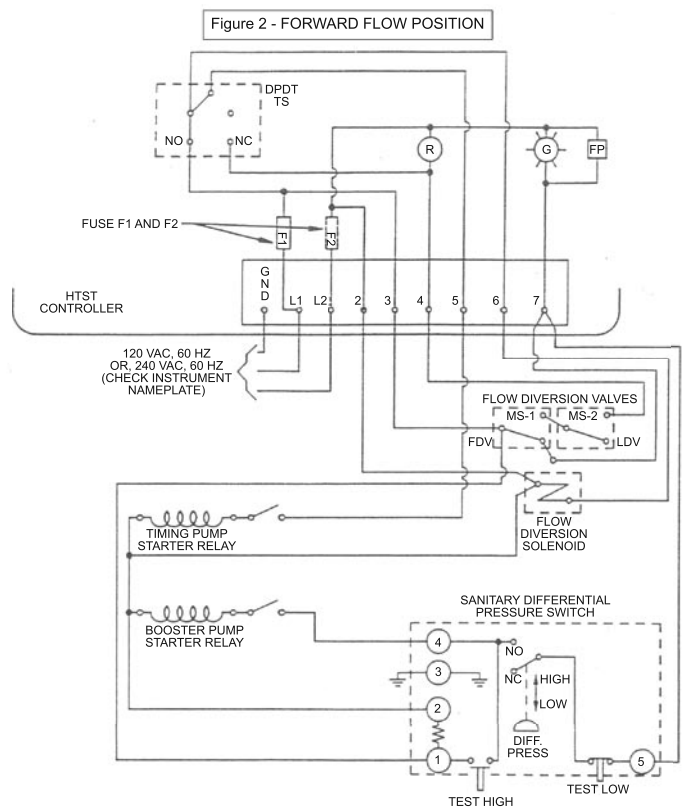 Figure 2 - FORWARD FLOW POSITION
DPDT
TS
NO
NC
R
G
FP
FUSE F1 AND F2
F1
F2
HTST
CONTROLLER
GND
L1
L2
2
3
4
5
6
7
120 VAC, 60 HZ
OR, 240 VAC, 60 HZ
(CHECK INSTRUMENT
NAMEPLATE)
FLOW DIVERSION VALVES
MS-1
MS-2
FDV
LDV
FLOW
DIVERSION
SOLENOID
TIMING PUMP
STARTER RELAY
BOOSTER PUMP
STARTER RELAY
SANITARY DIFFERENTIAL
PRESSURE SWITCH
4
NO
3
NC
HIGH
LOW
2
DIFF.
PRESS
1
5
TEST LOW
TEST HIGH